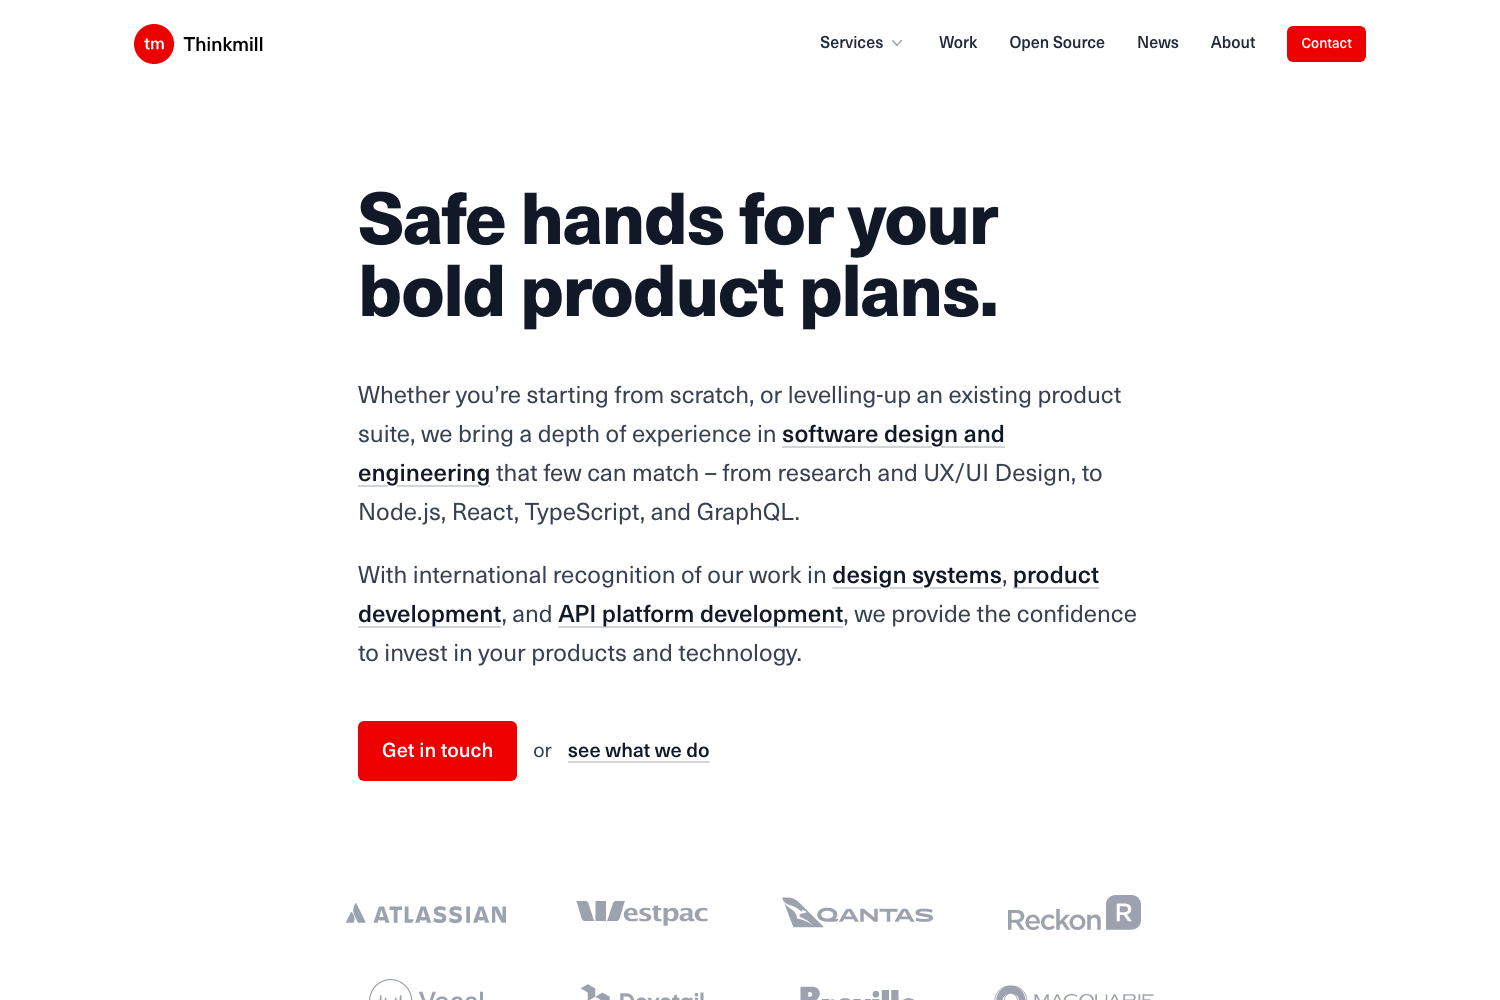 tm Thinkmill
Services Work Open Source News About Contact
Safe hands for your
bold product plans.
Whether you’re starting from scratch, or levelling-up an existing product
suite, we bring a depth of experience in software design and
engineering that few can match – from research and UX/UI Design, to
Node.js, React, TypeScript, and GraphQL.
With international recognition of our work in design systems, product
development, and API platform development, we provide the confidence
to invest in your products and technology.
Get in touch or see what we do
ATLASSIAN Westpac QANTAS Reckon R
Vocal Dovetail Breville MACQUARIE